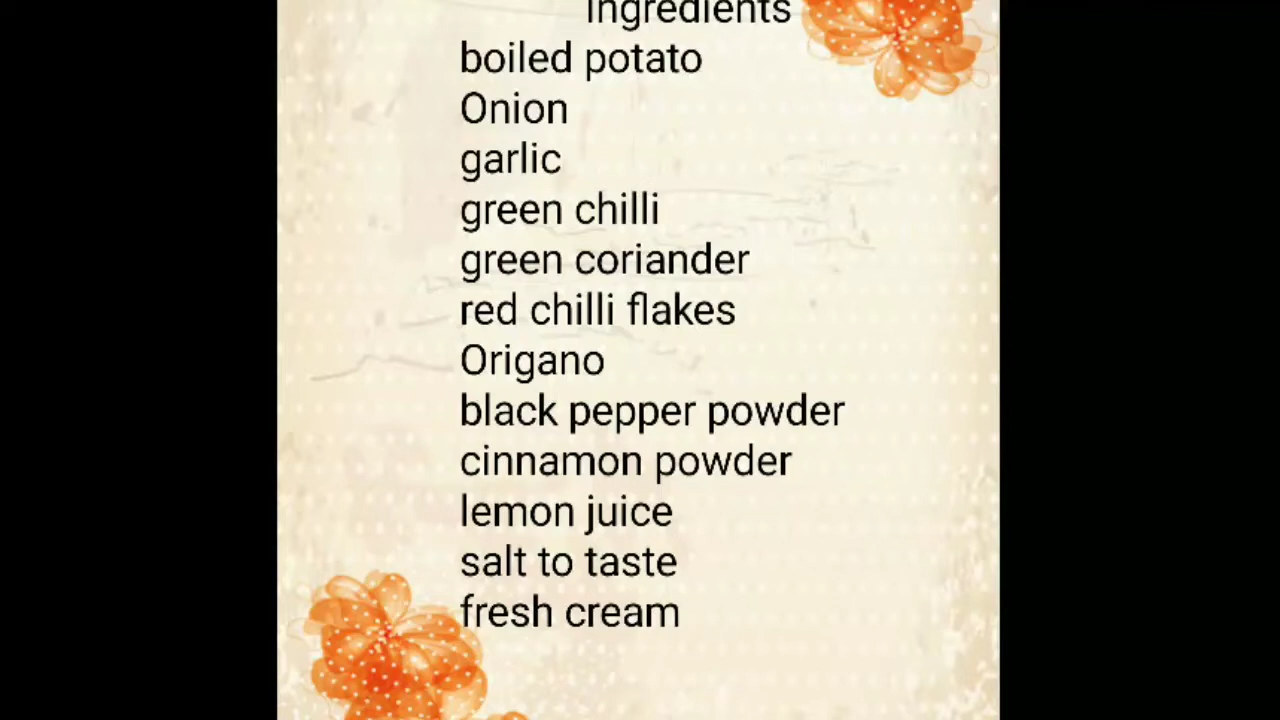 Ingredients
boiled potato
Onion
garlic
green chilli
green coriander
red chilli flakes
Origano
black pepper powder
cinnamon powder
lemon juice
salt to taste
fresh cream